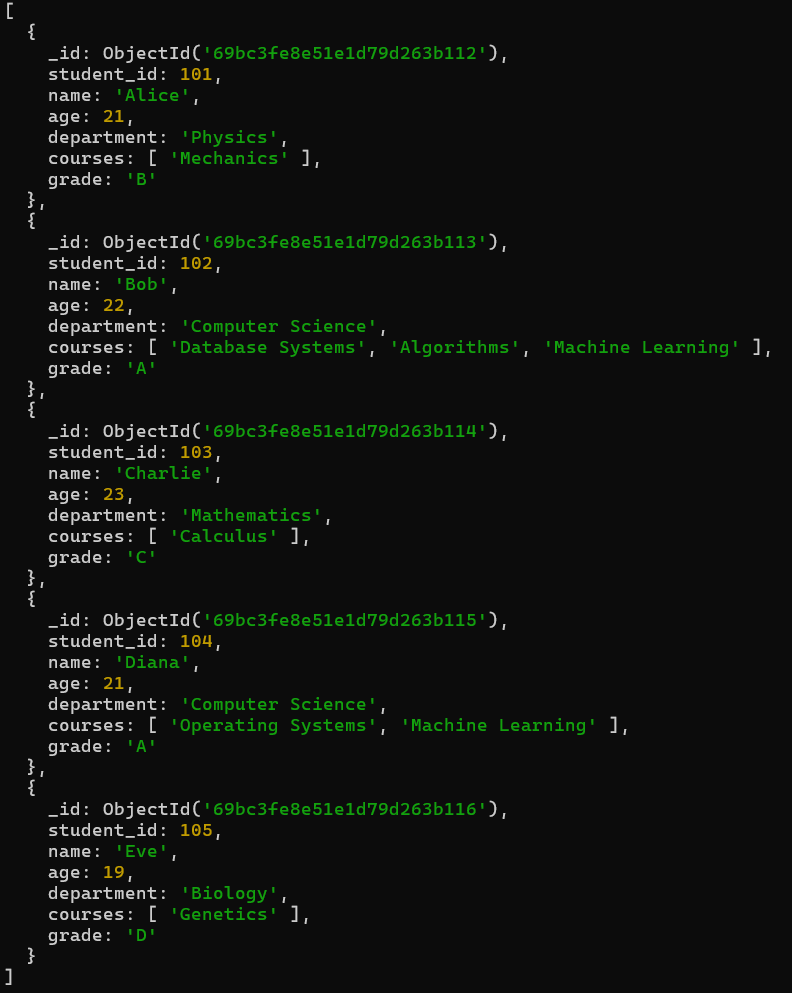 [
  {
    _id: ObjectId('69bc3fe8e51e1d79d263b112'),
    student_id: 101,
    name: 'Alice',
    age: 21,
    department: 'Physics',
    courses: [ 'Mechanics' ],
    grade: 'B'
  },
  {
    _id: ObjectId('69bc3fe8e51e1d79d263b113'),
    student_id: 102,
    name: 'Bob',
    age: 22,
    department: 'Computer Science',
    courses: [ 'Database Systems', 'Algorithms', 'Machine Learning' ],
    grade: 'A'
  },
  {
    _id: ObjectId('69bc3fe8e51e1d79d263b114'),
    student_id: 103,
    name: 'Charlie',
    age: 23,
    department: 'Mathematics',
    courses: [ 'Calculus' ],
    grade: 'C'
  },
  {
    _id: ObjectId('69bc3fe8e51e1d79d263b115'),
    student_id: 104,
    name: 'Diana',
    age: 21,
    department: 'Computer Science',
    courses: [ 'Operating Systems', 'Machine Learning' ],
    grade: 'A'
  },
  {
    _id: ObjectId('69bc3fe8e51e1d79d263b116'),
    student_id: 105,
    name: 'Eve',
    age: 19,
    department: 'Biology',
    courses: [ 'Genetics' ],
    grade: 'D'
  }
]